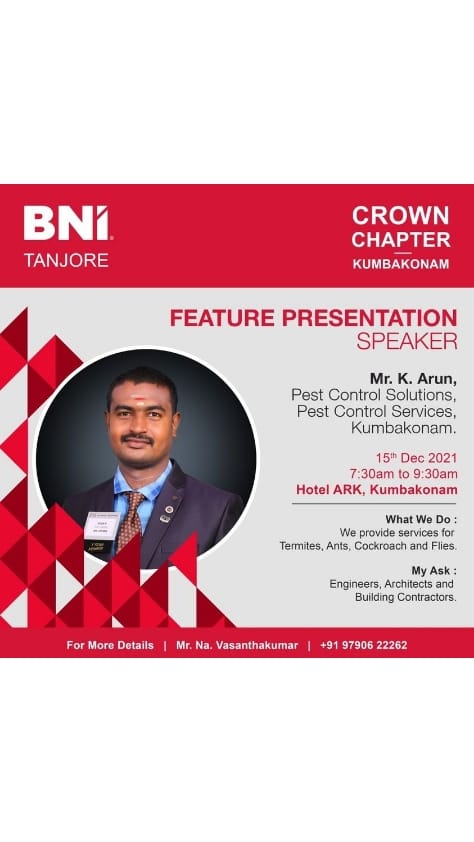 BNI®
TANJORE
CROWN
CHAPTER
KUMBAKONAM
FEATURE PRESENTATION
SPEAKER
Mr. K. Arun,
Pest Control Solutions,
Pest Control Services,
Kumbakonam.
15th Dec 2021
7:30am to 9:30am
Hotel ARK, Kumbakonam
What We Do :
We provide services for
Termites, Ants, Cockroach and Flies.
My Ask :
Engineers, Architects and
Building Contractors.
For More Details | Mr. Na. Vasanthakumar | +91 97906 22262